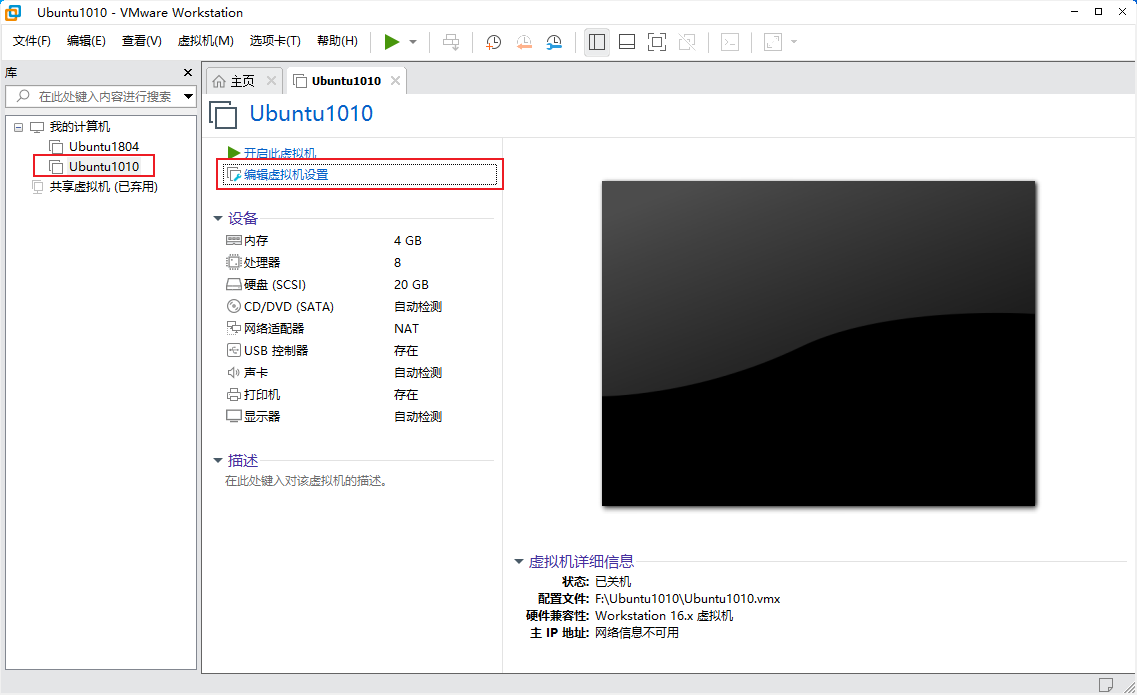 Ubuntu1010 - VMware Workstation
文件(F) 编辑(E) 查看(V) 虚拟机(M) 选项卡(T) 帮助(H)
库
在此处键入内容进行搜索
我的计算机
Ubuntu1804
Ubuntu1010
共享虚拟机 (已弃用)
主页 Ubuntu1010
Ubuntu1010
开启此虚拟机
编辑虚拟机设置
设备
内存 4 GB
处理器 8
硬盘 (SCSI) 20 GB
CD/DVD (SATA) 自动检测
网络适配器 NAT
USB 控制器 存在
声卡 自动检测
打印机 存在
显示器 自动检测
描述
在此处键入对该虚拟机的描述。
虚拟机详细信息
状态: 已关机
配置文件: F:\Ubuntu1010\Ubuntu1010.vmx
硬件兼容性: Workstation 16.x 虚拟机
主 IP 地址: 网络信息不可用